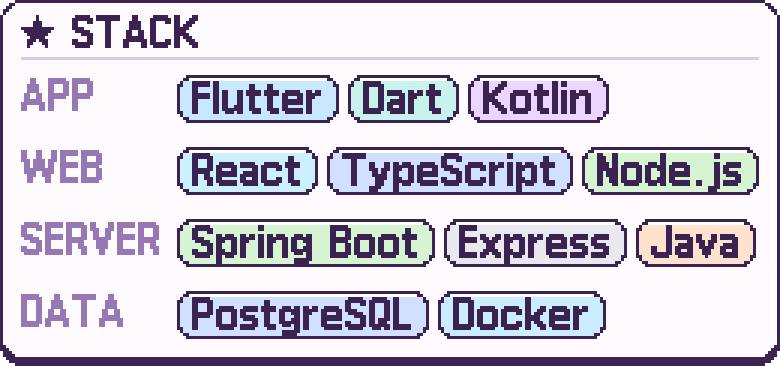 ★ STACK
APP Flutter Dart Kotlin
WEB React TypeScript Node.js
SERVER Spring Boot Express Java
DATA PostgreSQL Docker